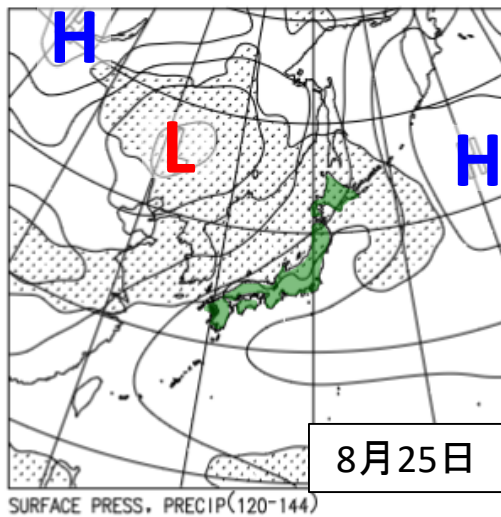 H
L
H
8月25日
SURFACE PRESS, PRECIP(120-144)